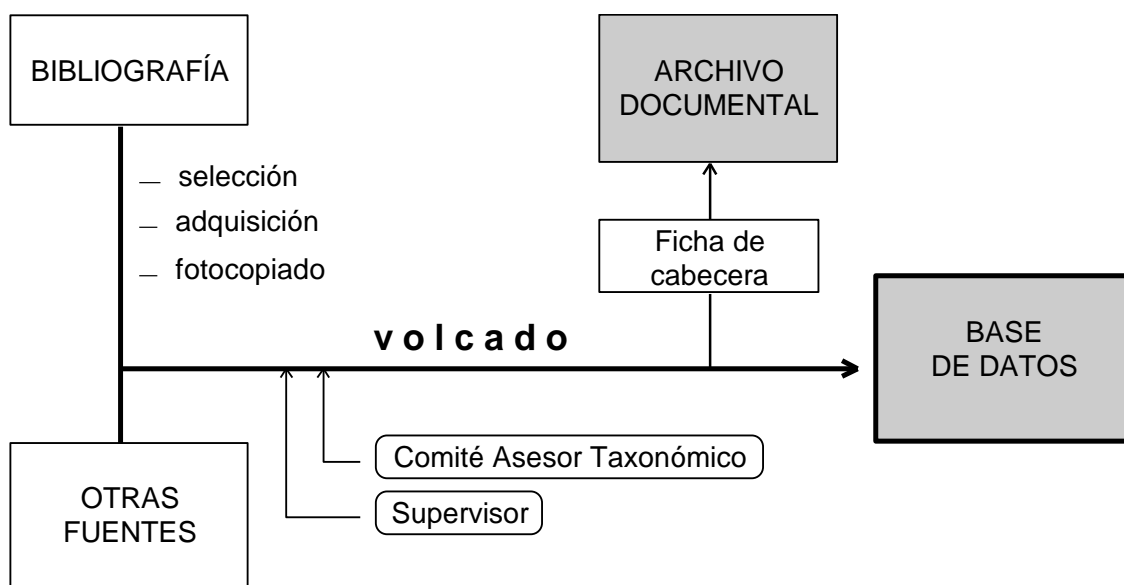 BIBLIOGRAFÍA
ARCHIVO
DOCUMENTAL
— selección
— adquisición
— fotocopiado
Ficha de
cabecera
volcado
BASE
DE DATOS
Comité Asesor Taxonómico
Supervisor
OTRAS
FUENTES